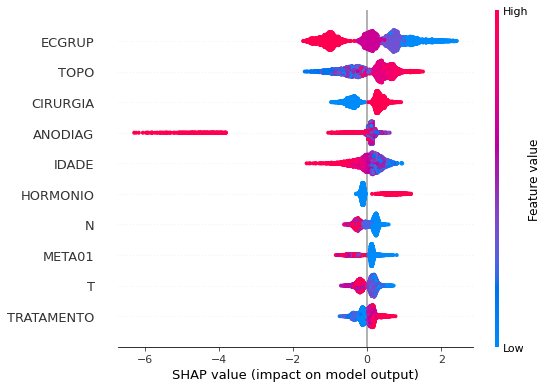 High
ECGRUP
TOPO
CIRURGIA
ANODIAG
IDADE
HORMONIO
N
META01
T
TRATAMENTO
Feature value
Low
−6 −4 −2 0 2
SHAP value (impact on model output)